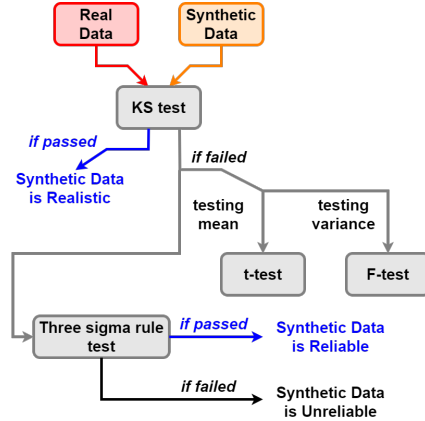 Real
Data
Synthetic
Data
KS test
if passed
if failed
Synthetic Data
is Realistic
testing
mean
testing
variance
t-test
F-test
Three sigma rule
test
if passed
Synthetic Data
is Reliable
if failed
Synthetic Data
is Unreliable